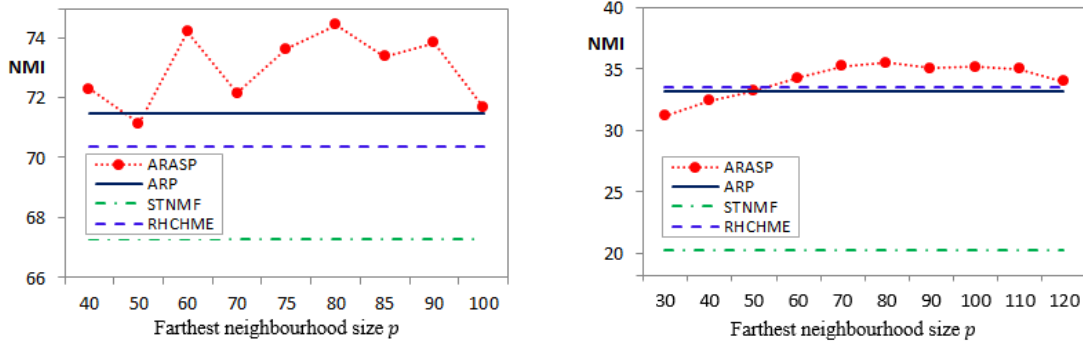 74
NMI
72
70
68
66
ARASP
ARP
STNMF
RHCHME
40 50 60 70 75 80 85 90 100
Farthest neighbourhood size p
40
NMI
35
30
25
20
ARASP
ARP
STNMF
RHCHME
30 40 50 60 70 80 90 100 110 120
Farthest neighbourhood size p